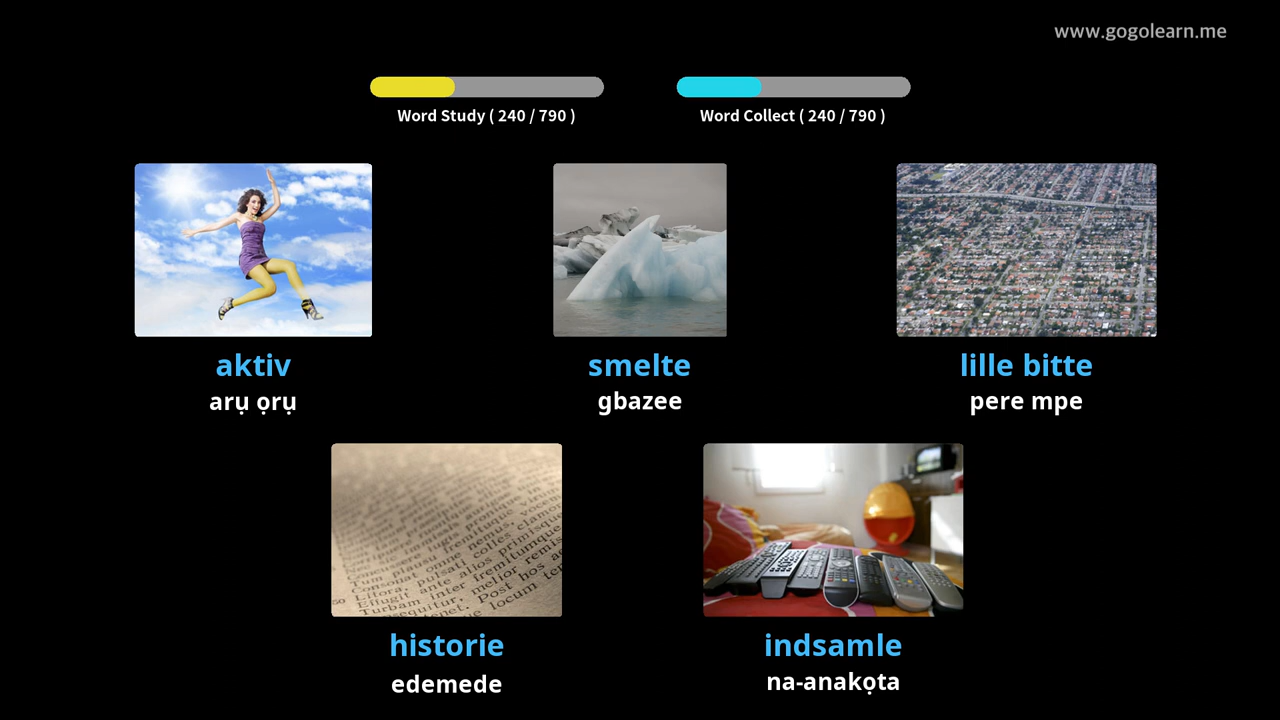 www.gogolearn.me
Word Study ( 240 / 790 )
Word Collect ( 240 / 790 )
aktiv
arụ ọrụ
smelte
gbazee
lille bitte
pere mpe
historie
edemede
indsamle
na-anakọta